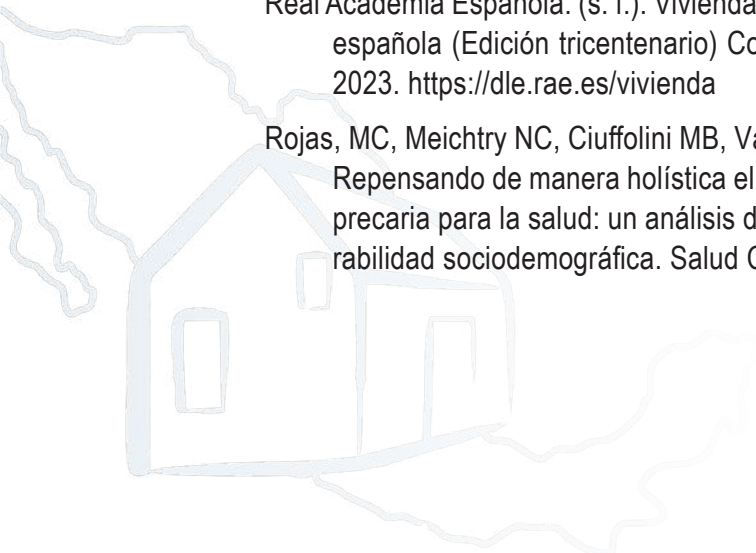 Real Academia Española. (s. f.). Vivienda
española (Edición tricentenario) Co
2023. https://dle.rae.es/vivienda
Rojas, MC, Meichtry NC, Ciuffolini MB, Va
Repensando de manera holística el
precaria para la salud: un análisis d
rabilidad sociodemográfica. Salud C